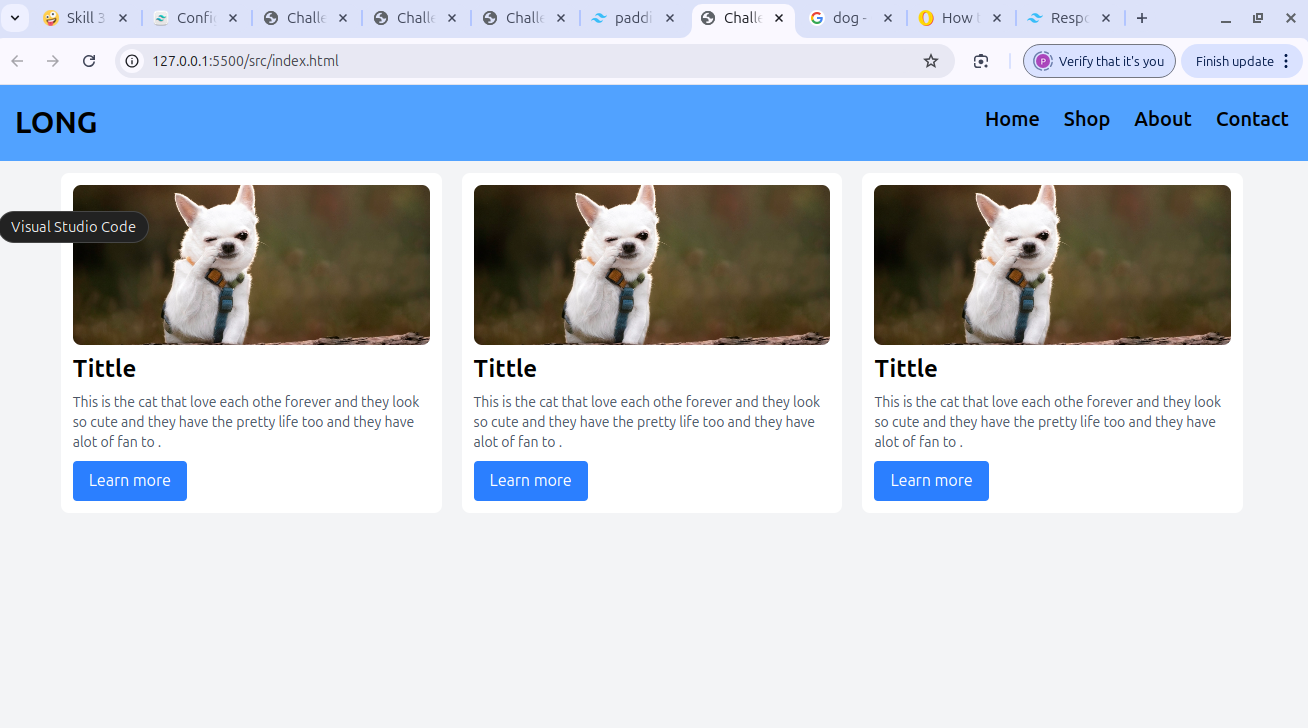 Skill 3
Confi
Challe
Challe
Challe
paddi
Challe
dog -
How t
Respo
127.0.0.1:5500/src/index.html
P
Verify that it's you
Finish update
LONG
Home
Shop
About
Contact
Visual Studio Code
Tittle
This is the cat that love each othe forever and they look
so cute and they have the pretty life too and they have
alot of fan to .
Learn more
Tittle
This is the cat that love each othe forever and they look
so cute and they have the pretty life too and they have
alot of fan to .
Learn more
Tittle
This is the cat that love each othe forever and they look
so cute and they have the pretty life too and they have
alot of fan to .
Learn more